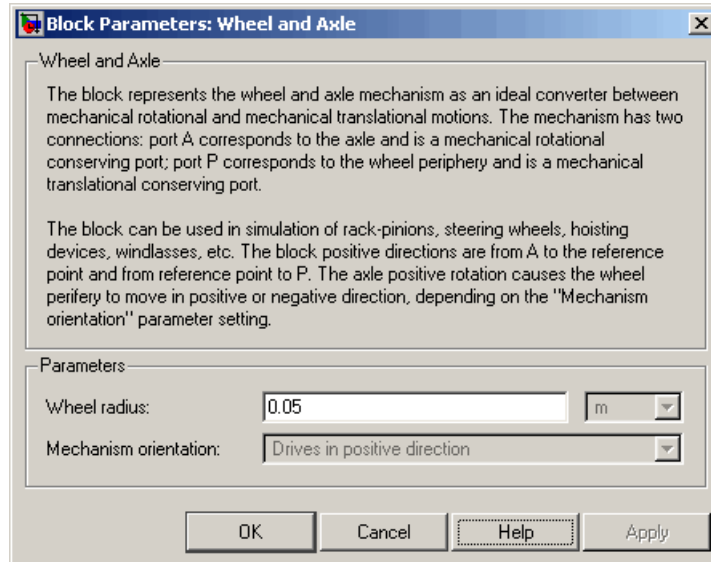 Block Parameters: Wheel and Axle
Wheel and Axle
The block represents the wheel and axle mechanism as an ideal converter between
mechanical rotational and mechanical translational motions. The mechanism has two
connections: port A corresponds to the axle and is a mechanical rotational
conserving port; port P corresponds to the wheel periphery and is a mechanical
translational conserving port.
The block can be used in simulation of rack-pinions, steering wheels, hoisting
devices, windlasses, etc. The block positive directions are from A to the reference
point and from reference point to P. The axle positive rotation causes the wheel
perifery to move in positive or negative direction, depending on the "Mechanism
orientation" parameter setting.
Parameters
Wheel radius: 0.05 m
Mechanism orientation: Drives in positive direction
OK Cancel Help Apply